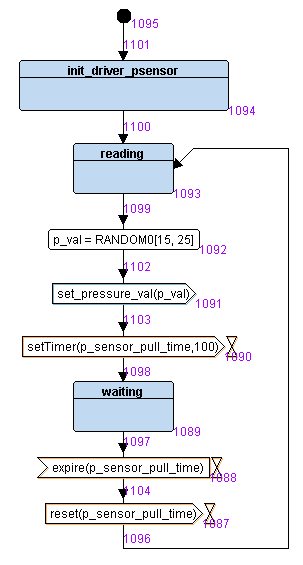 1095
1101
init_driver_psensor
1094
1100
reading
1093
1099
p_val = RANDOM0[15, 25]
1092
1102
set_pressure_val(p_val)
1091
1103
setTimer(p_sensor_pull_time,100)
1090
1098
waiting
1089
1097
expire(p_sensor_pull_time)
1088
1104
reset(p_sensor_pull_time)
1087
1096